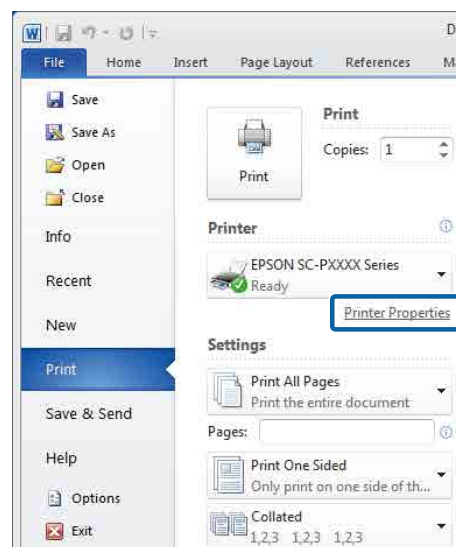 W
D
File Home Insert Page Layout References M
Save
Save As
Open
Close
Info
Recent
New
Print
Save & Send
Help
Options
Exit
Print
Print
Copies: 1
Printer
EPSON SC-PXXXX Series
Ready
Printer Properties
Settings
Print All Pages
Print the entire document
Pages:
Print One Sided
Only print on one side of th...
Collated
1,2,3 1,2,3 1,2,3